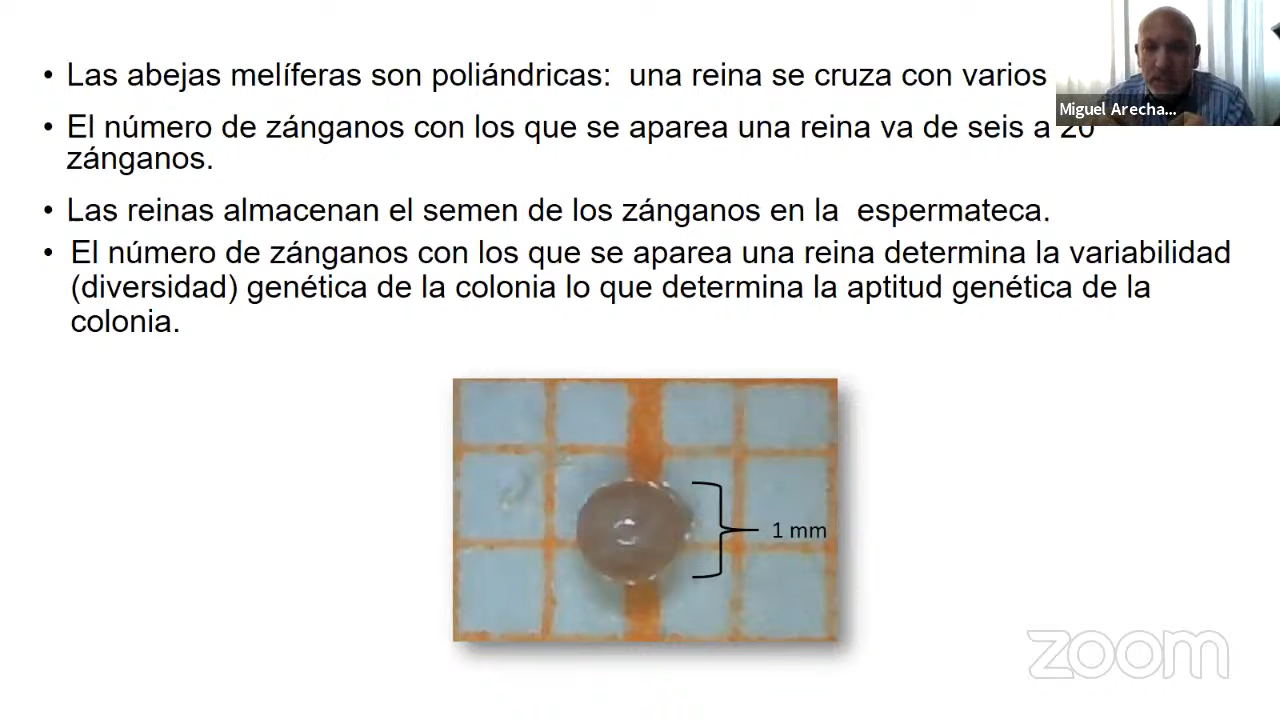 • Las abejas melíferas son poliándricas:  una reina se cruza con varios
Miguel Arecha...
• El número de zánganos con los que se aparea una reina va de seis a 20
zánganos.
• Las reinas almacenan el semen de los zánganos en la  espermateca.
• El número de zánganos con los que se aparea una reina determina la variabilidad
(diversidad) genética de la colonia lo que determina la aptitud genética de la
colonia.
1 mm
zoom